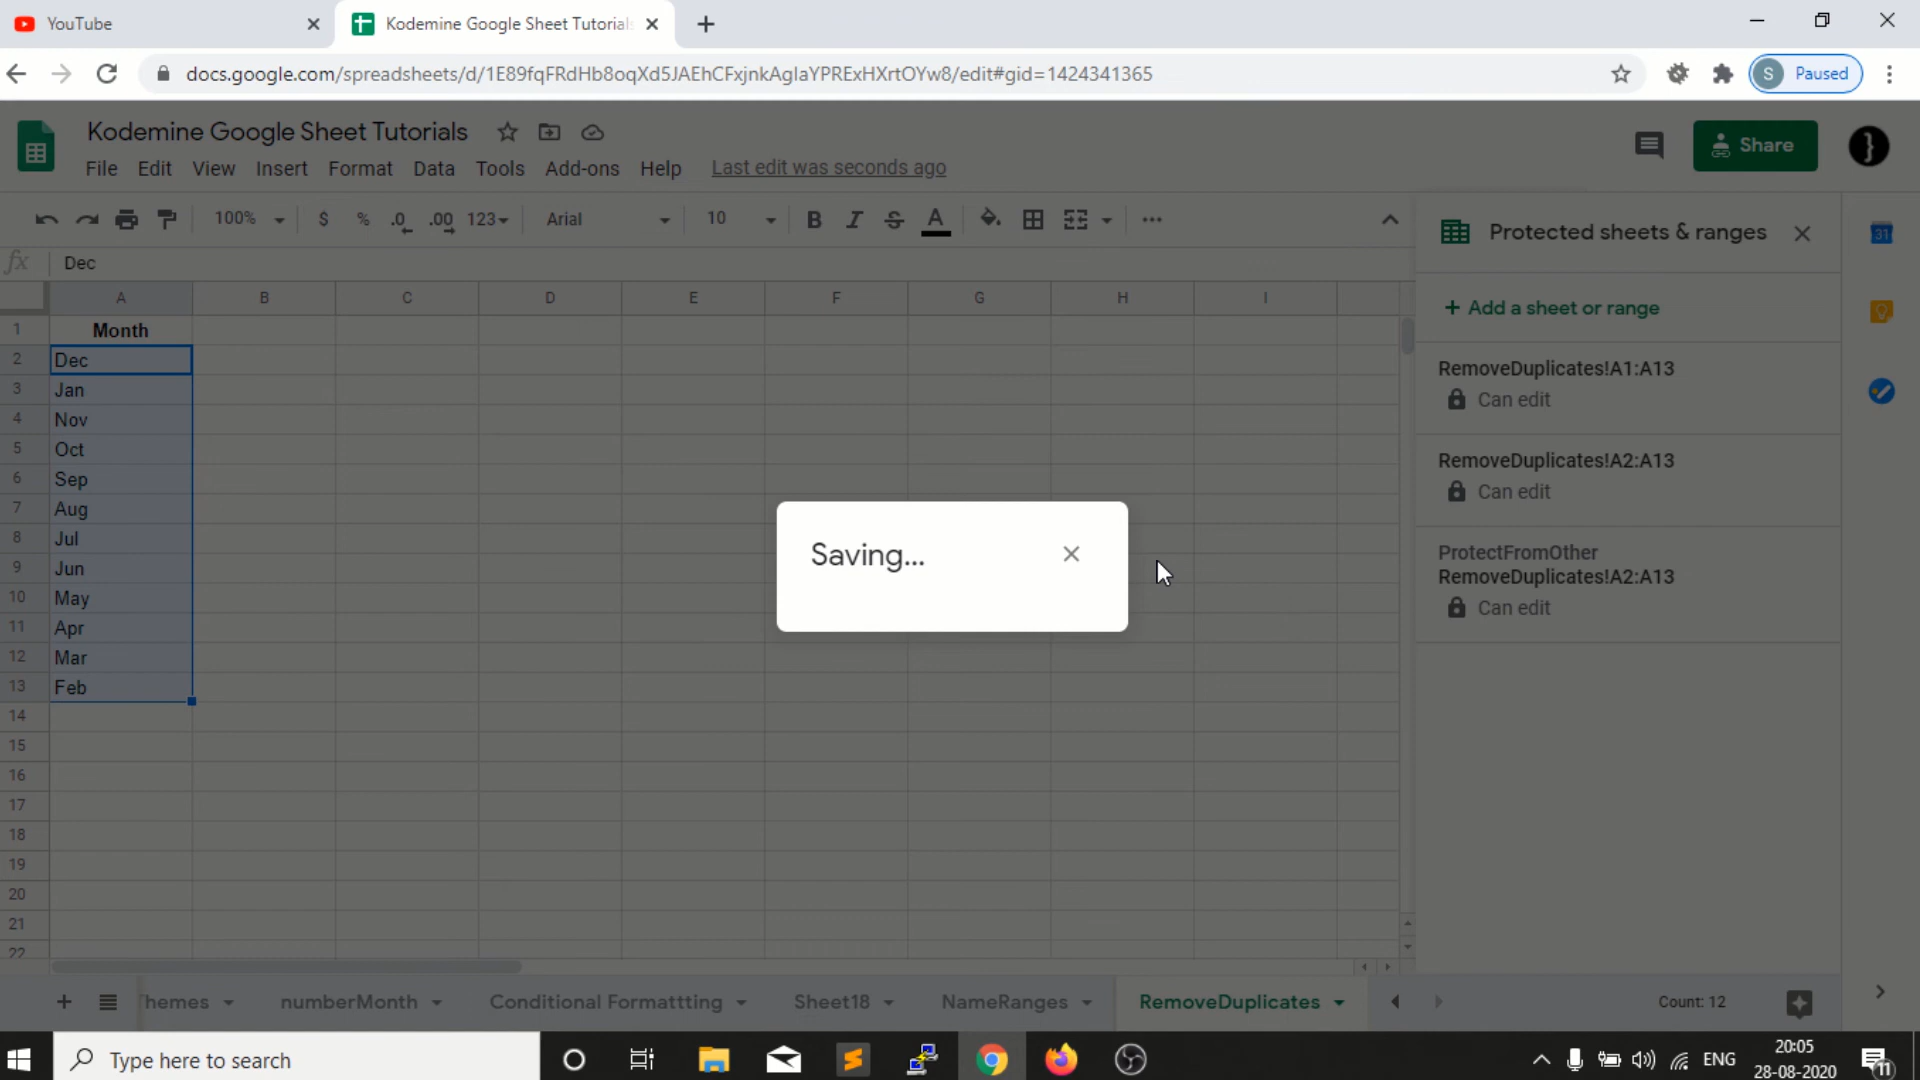 YouTube
Kodemine Google Sheet Tutorials
docs.google.com/spreadsheets/d/1E89fqFRdHb8oqXd5JAEhCFxjnkAglaYPRExHXrtOYw8/edit#gid=1424341365
S Paused
Kodemine Google Sheet Tutorials
File Edit View Insert Format Data Tools Add-ons Help Last edit was seconds ago
Share
100% $ % .0 .00 123 Arial 10 B I S A
fx Dec
Protected sheets & ranges
31
A B C D E F G H I
+ Add a sheet or range
1 Month
2 Dec
3 Jan
4 Nov
5 Oct
6 Sep
7 Aug
8 Jul
9 Jun
10 May
11 Apr
12 Mar
13 Feb
14
15
16
17
18
19
20
21
22
RemoveDuplicates!A1:A13
Can edit
RemoveDuplicates!A2:A13
Can edit
ProtectFromOther
RemoveDuplicates!A2:A13
Can edit
Saving...
hemes numberMonth Conditional Formattting Sheet18 NameRanges RemoveDuplicates Count: 12
Type here to search
ENG
20:05
28-08-2020
11